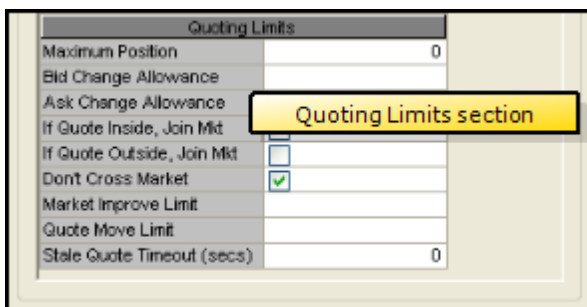 Quoting Limits
Maximum Position 0
Bid Change Allowance
Ask Change Allowance
Quoting Limits section
If Quote Inside, Join Mkt
If Quote Outside, Join Mkt
Don't Cross Market
Market Improve Limit
Quote Move Limit
Stale Quote Timeout (secs) 0